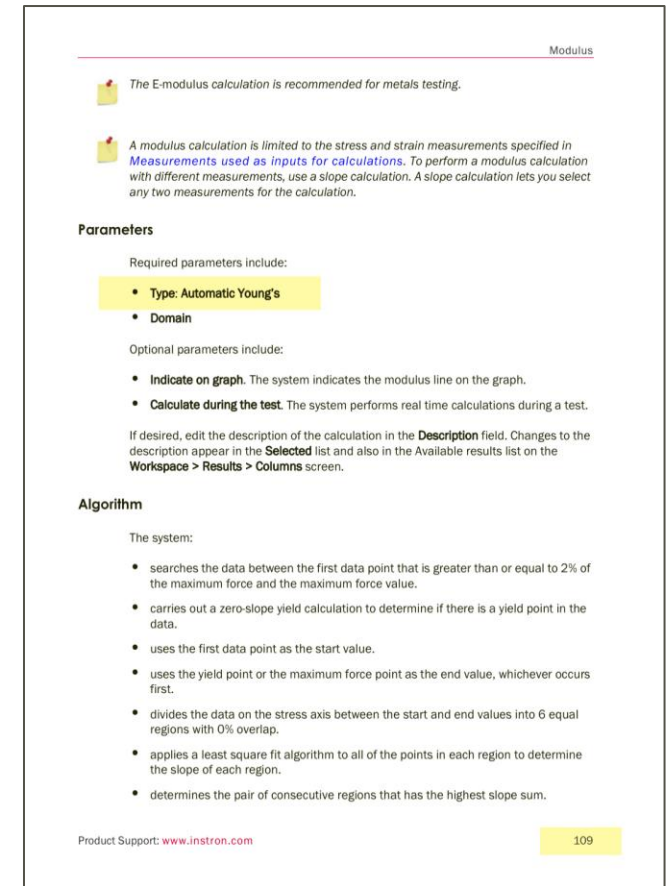 Modulus
The E-modulus calculation is recommended for metals testing.
A modulus calculation is limited to the stress and strain measurements specified in
Measurements used as inputs for calculations. To perform a modulus calculation
with different measurements, use a slope calculation. A slope calculation lets you select
any two measurements for the calculation.
Parameters
Required parameters include:
• Type: Automatic Young's
• Domain
Optional parameters include:
• Indicate on graph. The system indicates the modulus line on the graph.
• Calculate during the test. The system performs real time calculations during a test.
If desired, edit the description of the calculation in the Description field. Changes to the
description appear in the Selected list and also in the Available results list on the
Workspace > Results > Columns screen.
Algorithm
The system:
• searches the data between the first data point that is greater than or equal to 2% of
the maximum force and the maximum force value.
• carries out a zero-slope yield calculation to determine if there is a yield point in the
data.
• uses the first data point as the start value.
• uses the yield point or the maximum force point as the end value, whichever occurs
first.
• divides the data on the stress axis between the start and end values into 6 equal
regions with 0% overlap.
• applies a least square fit algorithm to all of the points in each region to determine
the slope of each region.
• determines the pair of consecutive regions that has the highest slope sum.
Product Support: www.instron.com 109